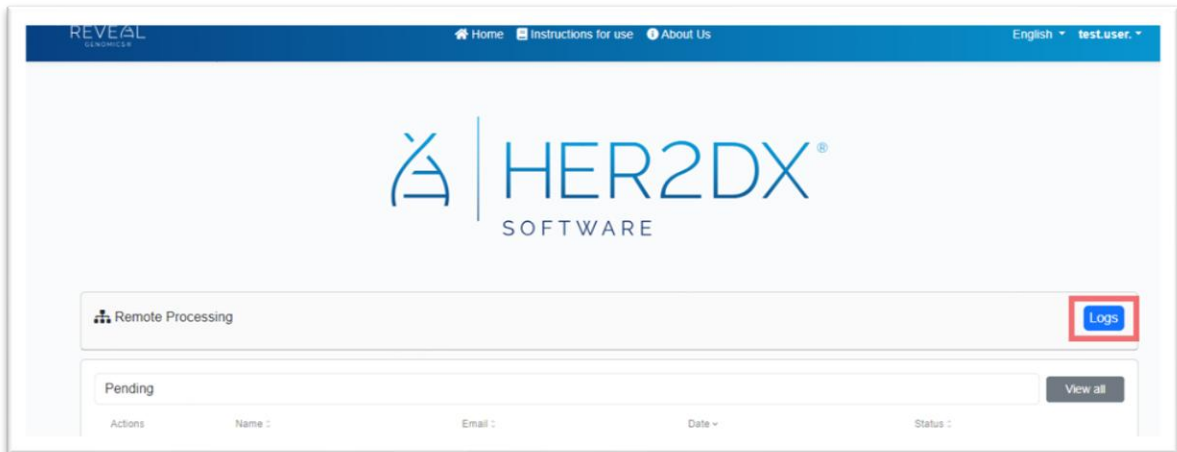 REVEAL
GENOMICS®
Home Instructions for use About Us
English test.user.
HER2DX®
SOFTWARE
Remote Processing
Logs
Pending
View all
Actions Name Email Date Status